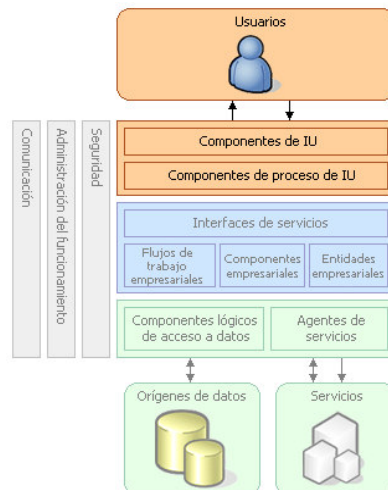 Usuarios
Comunicación
Administración del funcionamiento
Seguridad
Componentes de IU
Componentes de proceso de IU
Interfaces de servicios
Flujos de
trabajo
empresariales
Componentes
empresariales
Entidades
empresariales
Componentes lógicos
de acceso a datos
Agentes de
servicios
Orígenes de datos
Servicios